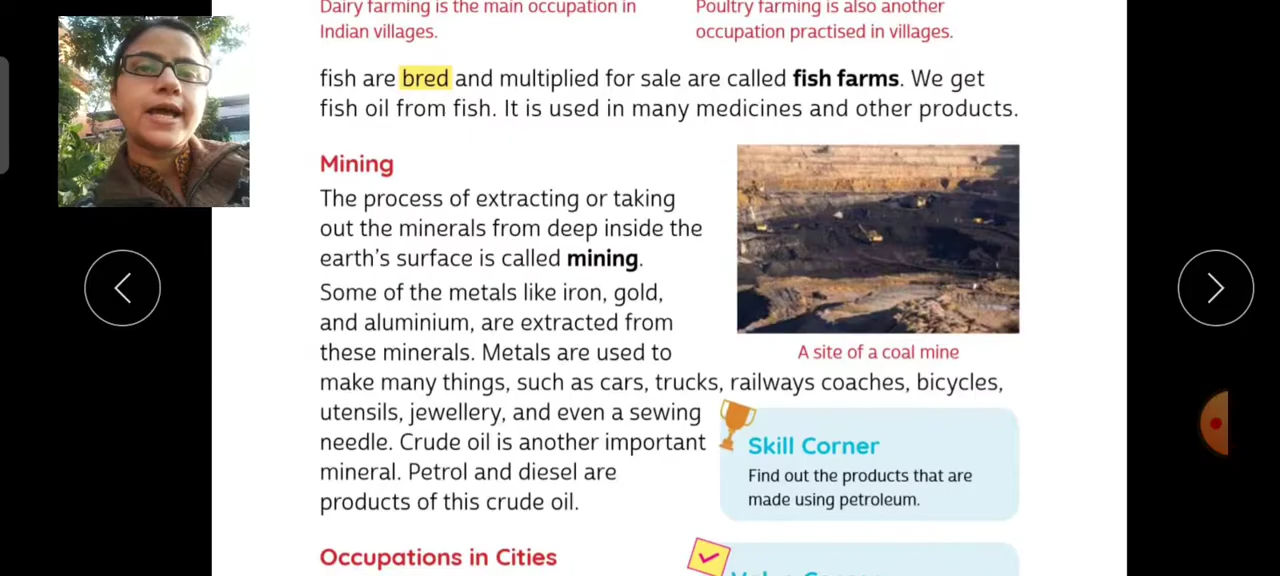 Dairy farming is the main occupation in
Indian villages.
Poultry farming is also another
occupation practised in villages.
fish are bred and multiplied for sale are called fish farms. We get
fish oil from fish. It is used in many medicines and other products.
Mining
The process of extracting or taking
out the minerals from deep inside the
earth's surface is called mining.
Some of the metals like iron, gold,
and aluminium, are extracted from
these minerals. Metals are used to
make many things, such as cars, trucks, railways coaches, bicycles,
utensils, jewellery, and even a sewing
needle. Crude oil is another important
mineral. Petrol and diesel are
products of this crude oil.
A site of a coal mine
Skill Corner
Find out the products that are
made using petroleum.
Occupations in Cities